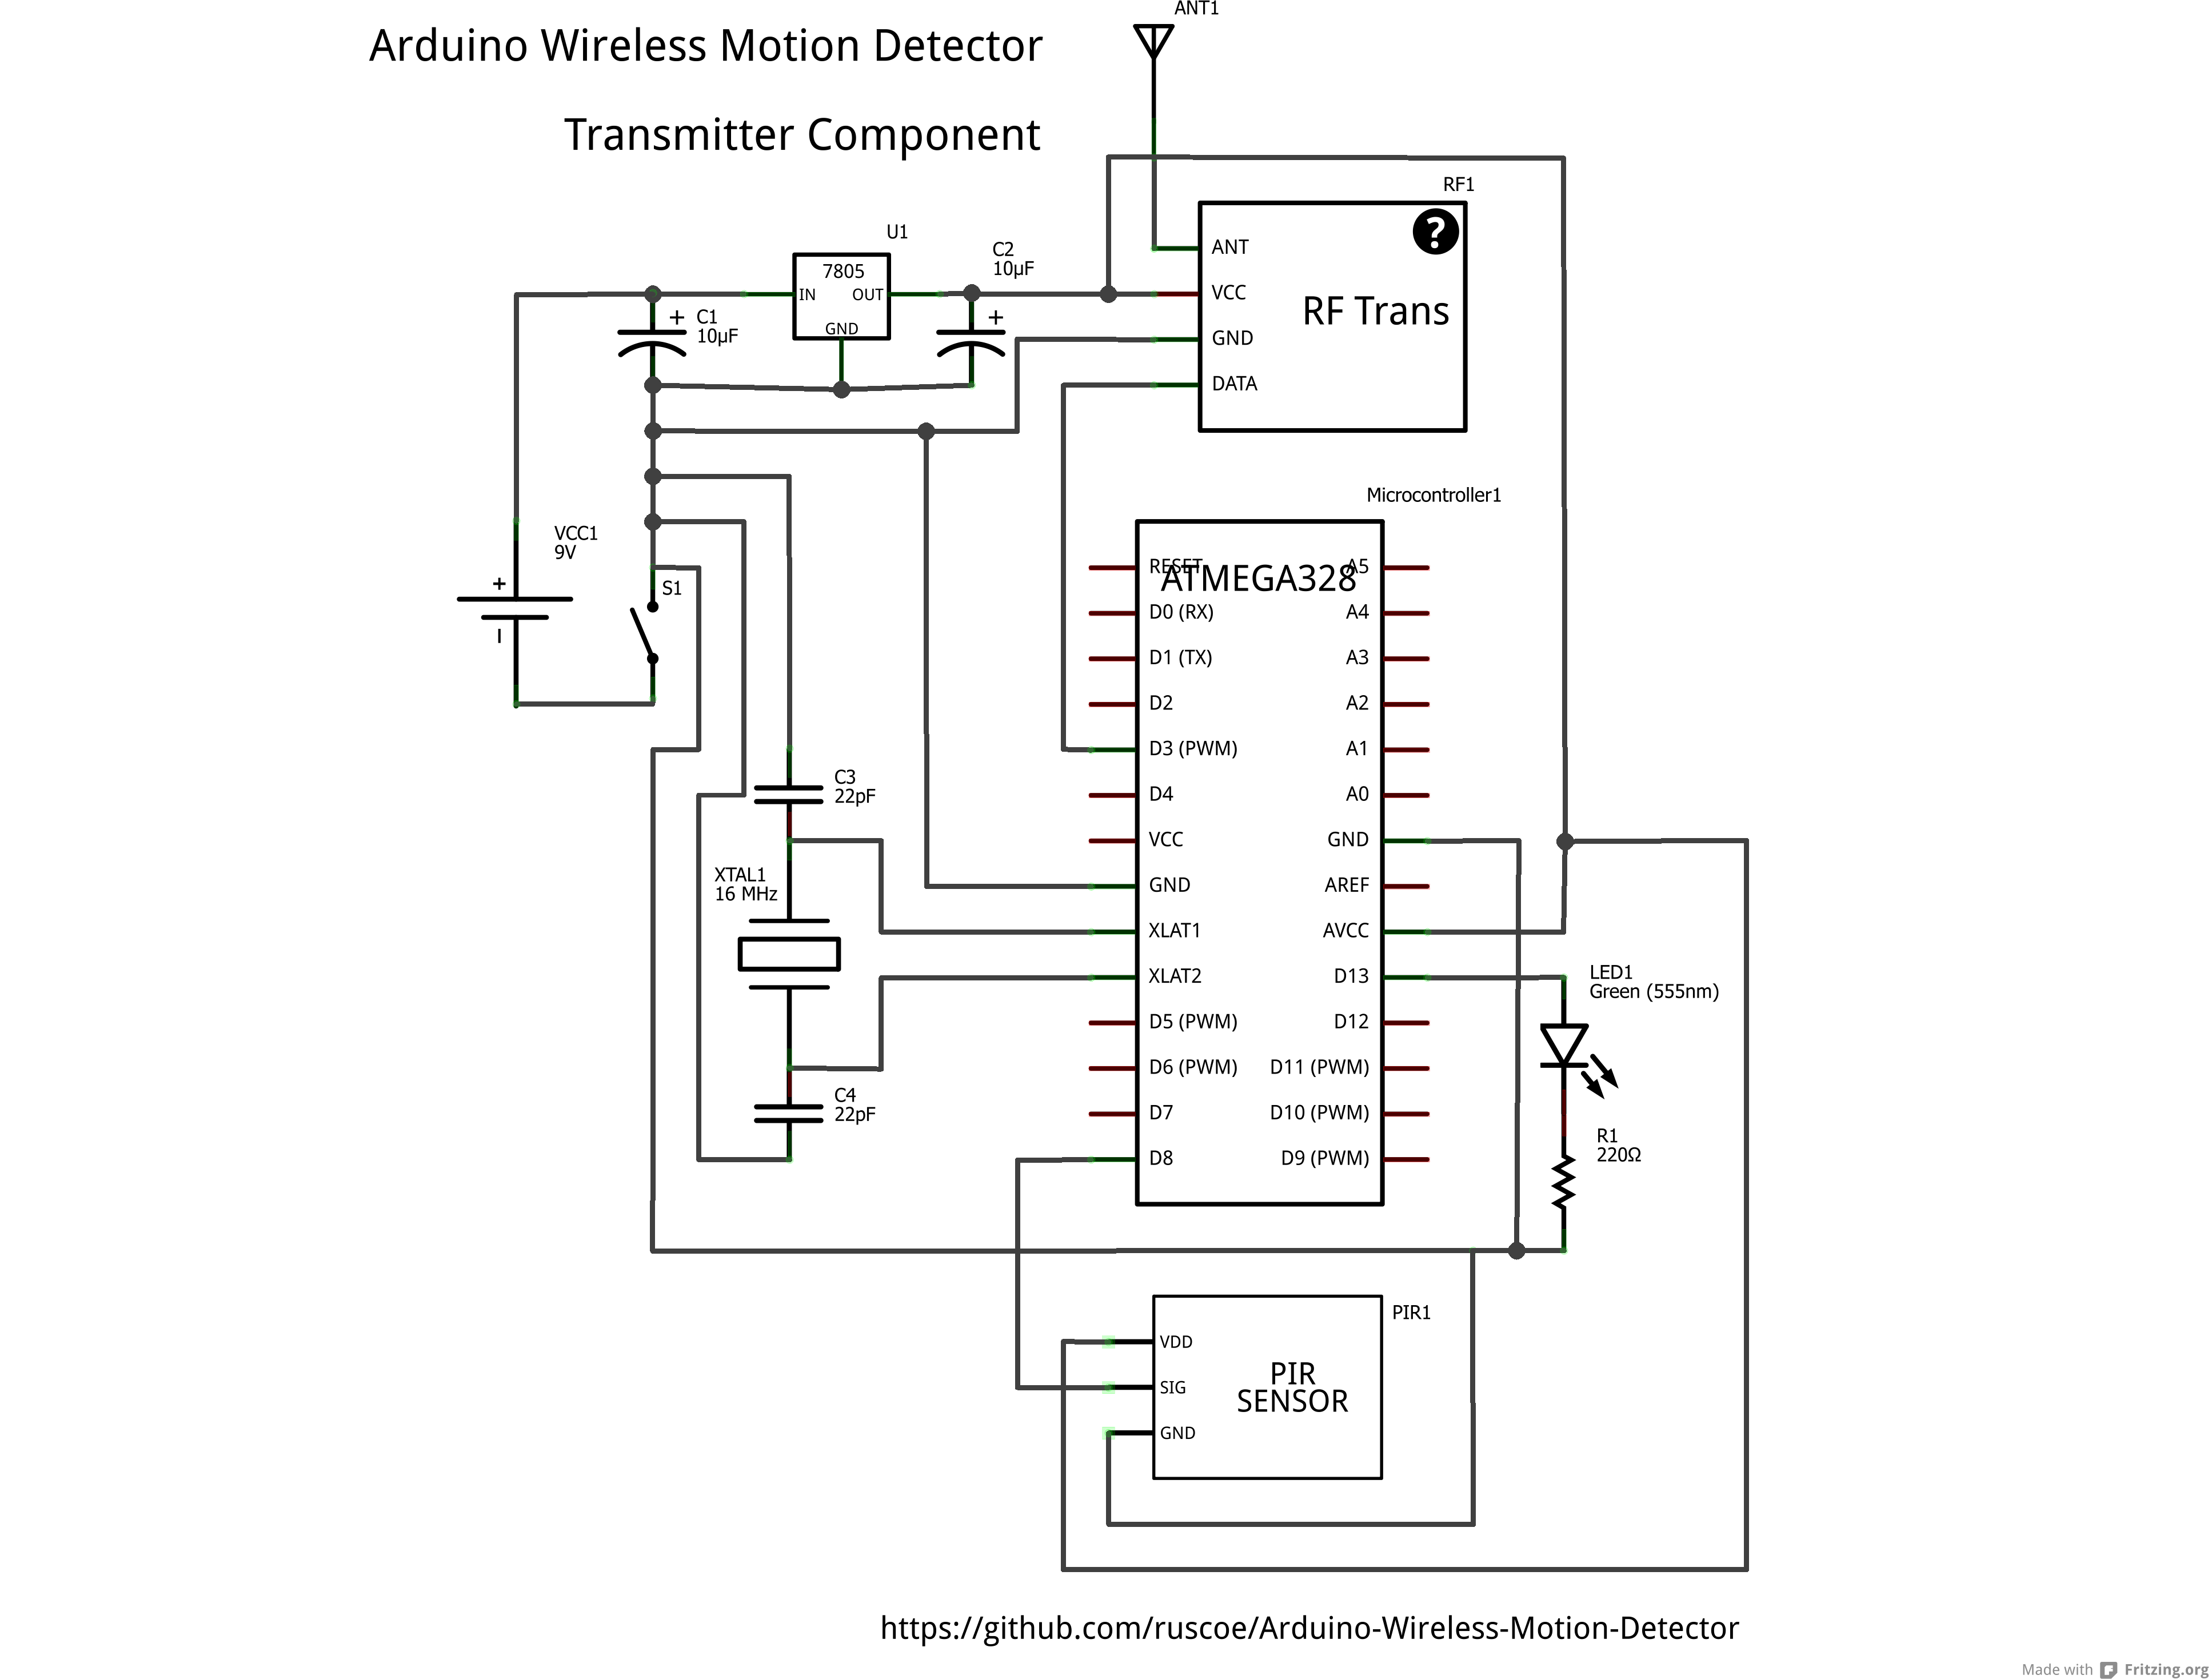 ANT1
Arduino Wireless Motion Detector
Transmitter Component
RF1
?
ANT
VCC
GND
DATA
RF Trans
U1
7805
IN
OUT
GND
C2
10µF
+
+
C1
10µF
VCC1
9V
+
−
S1
Microcontroller1
ATMEGA328
RESET
D0 (RX)
D1 (TX)
D2
D3 (PWM)
D4
VCC
GND
XLAT1
XLAT2
D5 (PWM)
D6 (PWM)
D7
D8
A5
A4
A3
A2
A1
A0
GND
AREF
AVCC
D13
D12
D11 (PWM)
D10 (PWM)
D9 (PWM)
C3
22pF
XTAL1
16 MHz
C4
22pF
LED1
Green (555nm)
R1
220Ω
PIR1
VDD
SIG
GND
PIR
SENSOR
https://github.com/ruscoe/Arduino-Wireless-Motion-Detector
Made with Fritzing.org